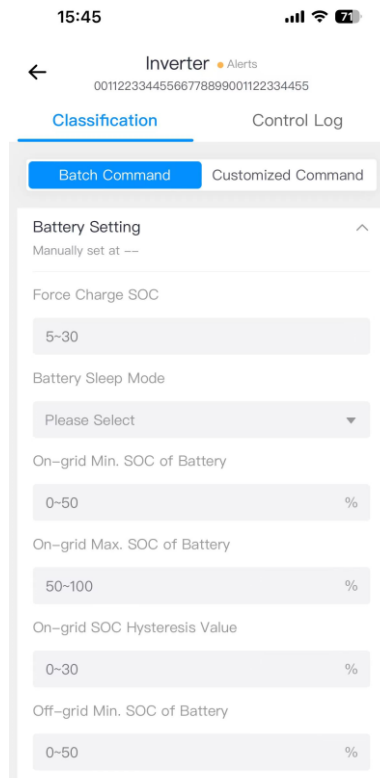 15:45
71
Inverter Alerts
00112233445566778899001122334455
Classification
Control Log
Batch Command
Customized Command
Battery Setting
Manually set at --
Force Charge SOC
5~30
Battery Sleep Mode
Please Select
On-grid Min. SOC of Battery
0~50 %
On-grid Max. SOC of Battery
50~100 %
On-grid SOC Hysteresis Value
0~30 %
Off-grid Min. SOC of Battery
0~50 %